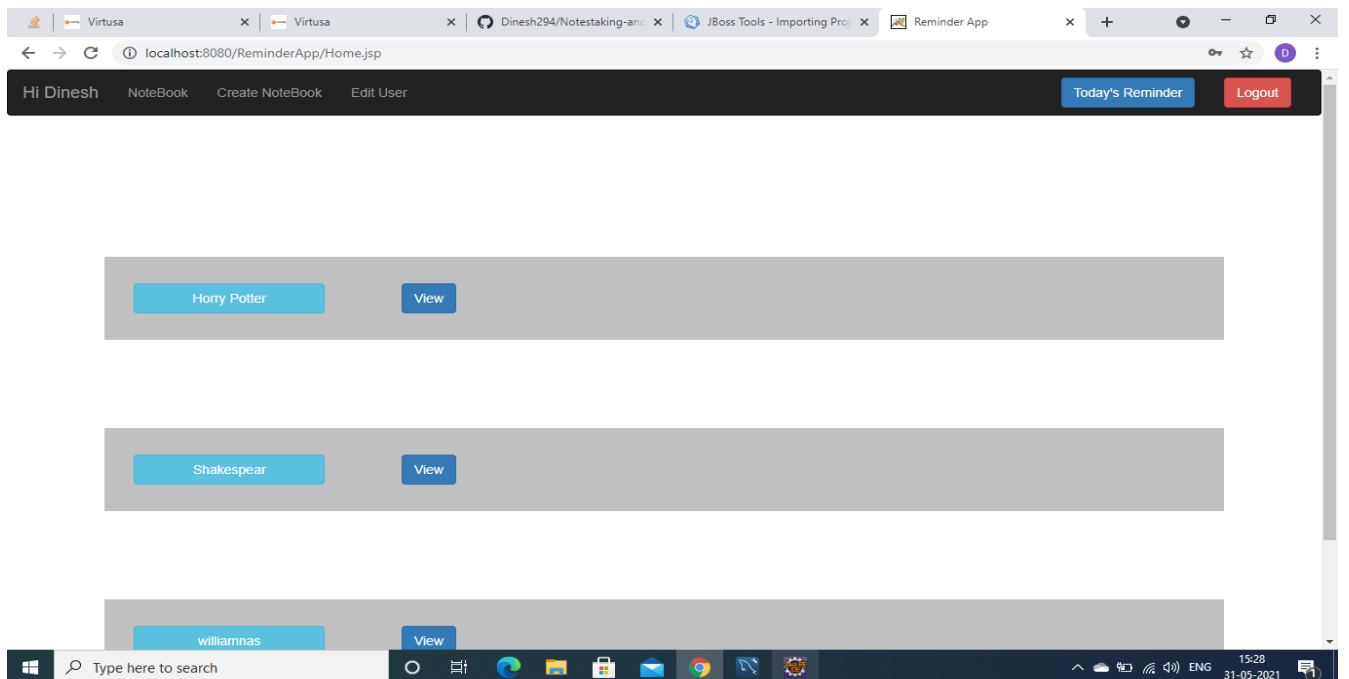 Virtusa
Virtusa
Dinesh294/Notestaking-and
JBoss Tools - Importing Proj
Reminder App
localhost:8080/ReminderApp/Home.jsp
D
Hi Dinesh NoteBook Create NoteBook Edit User Today's Reminder Logout
Horry Potter View
Shakespear View
williamnas View
Type here to search
ENG
15:28
31-05-2021
1